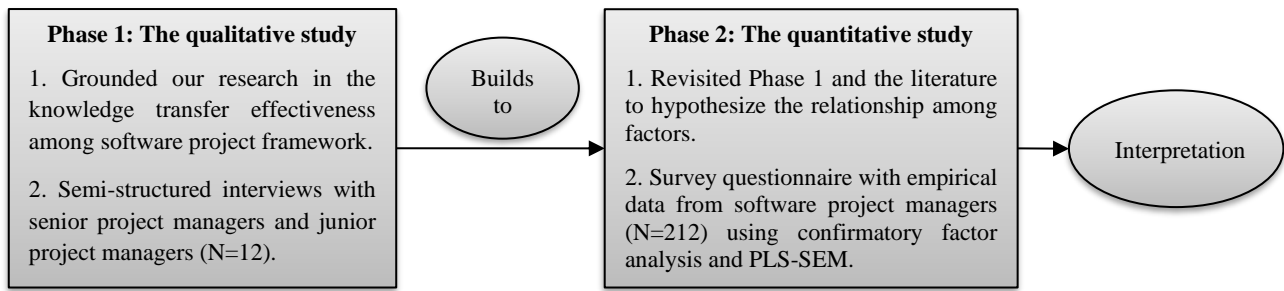 Phase 1: The qualitative study
1. Grounded our research in the
knowledge transfer effectiveness
among software project framework.
2. Semi-structured interviews with
senior project managers and junior
project managers (N=12).
Builds
to
Phase 2: The quantitative study
1. Revisited Phase 1 and the literature
to hypothesize the relationship among
factors.
2. Survey questionnaire with empirical
data from software project managers
(N=212) using confirmatory factor
analysis and PLS-SEM.
Interpretation